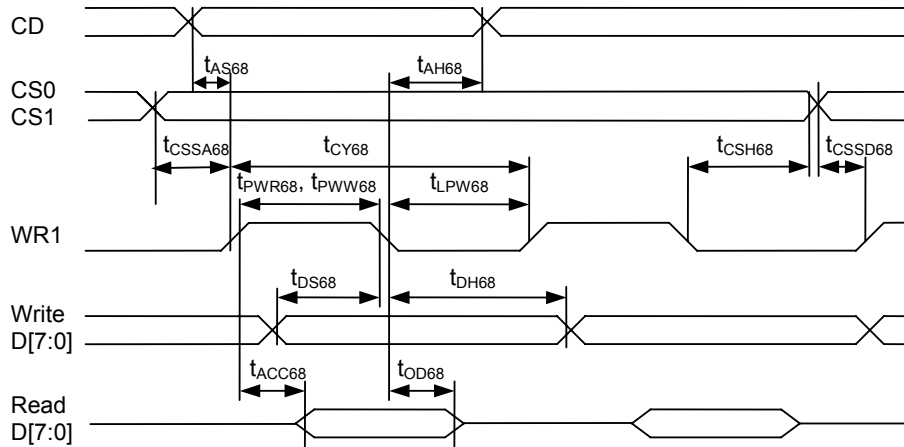 CD
tAS68
tAH68
CS0
CS1
tCSSA68
tCY68
tCSH68
tCSSD68
tPWR68, tPWW68
tLPW68
WR1
tDS68
tDH68
Write
D[7:0]
tACC68
tOD68
Read
D[7:0]